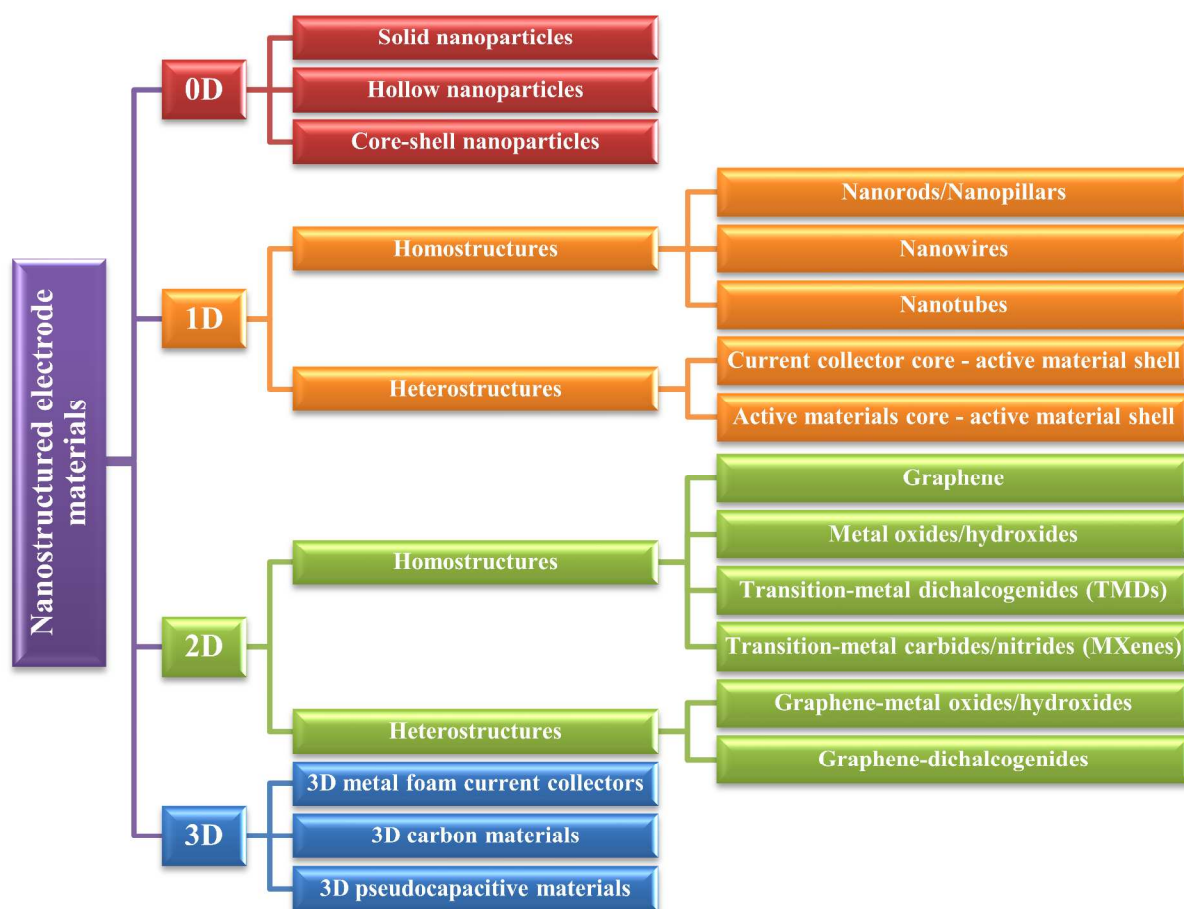 Nanostructured electrode
materials
0D
Solid nanoparticles
Hollow nanoparticles
Core-shell nanoparticles
1D
Homostructures
Nanorods/Nanopillars
Nanowires
Nanotubes
Heterostructures
Current collector core - active material shell
Active materials core - active material shell
2D
Homostructures
Graphene
Metal oxides/hydroxides
Transition-metal dichalcogenides (TMDs)
Transition-metal carbides/nitrides (MXenes)
Heterostructures
Graphene-metal oxides/hydroxides
Graphene-dichalcogenides
3D
3D metal foam current collectors
3D carbon materials
3D pseudocapacitive materials